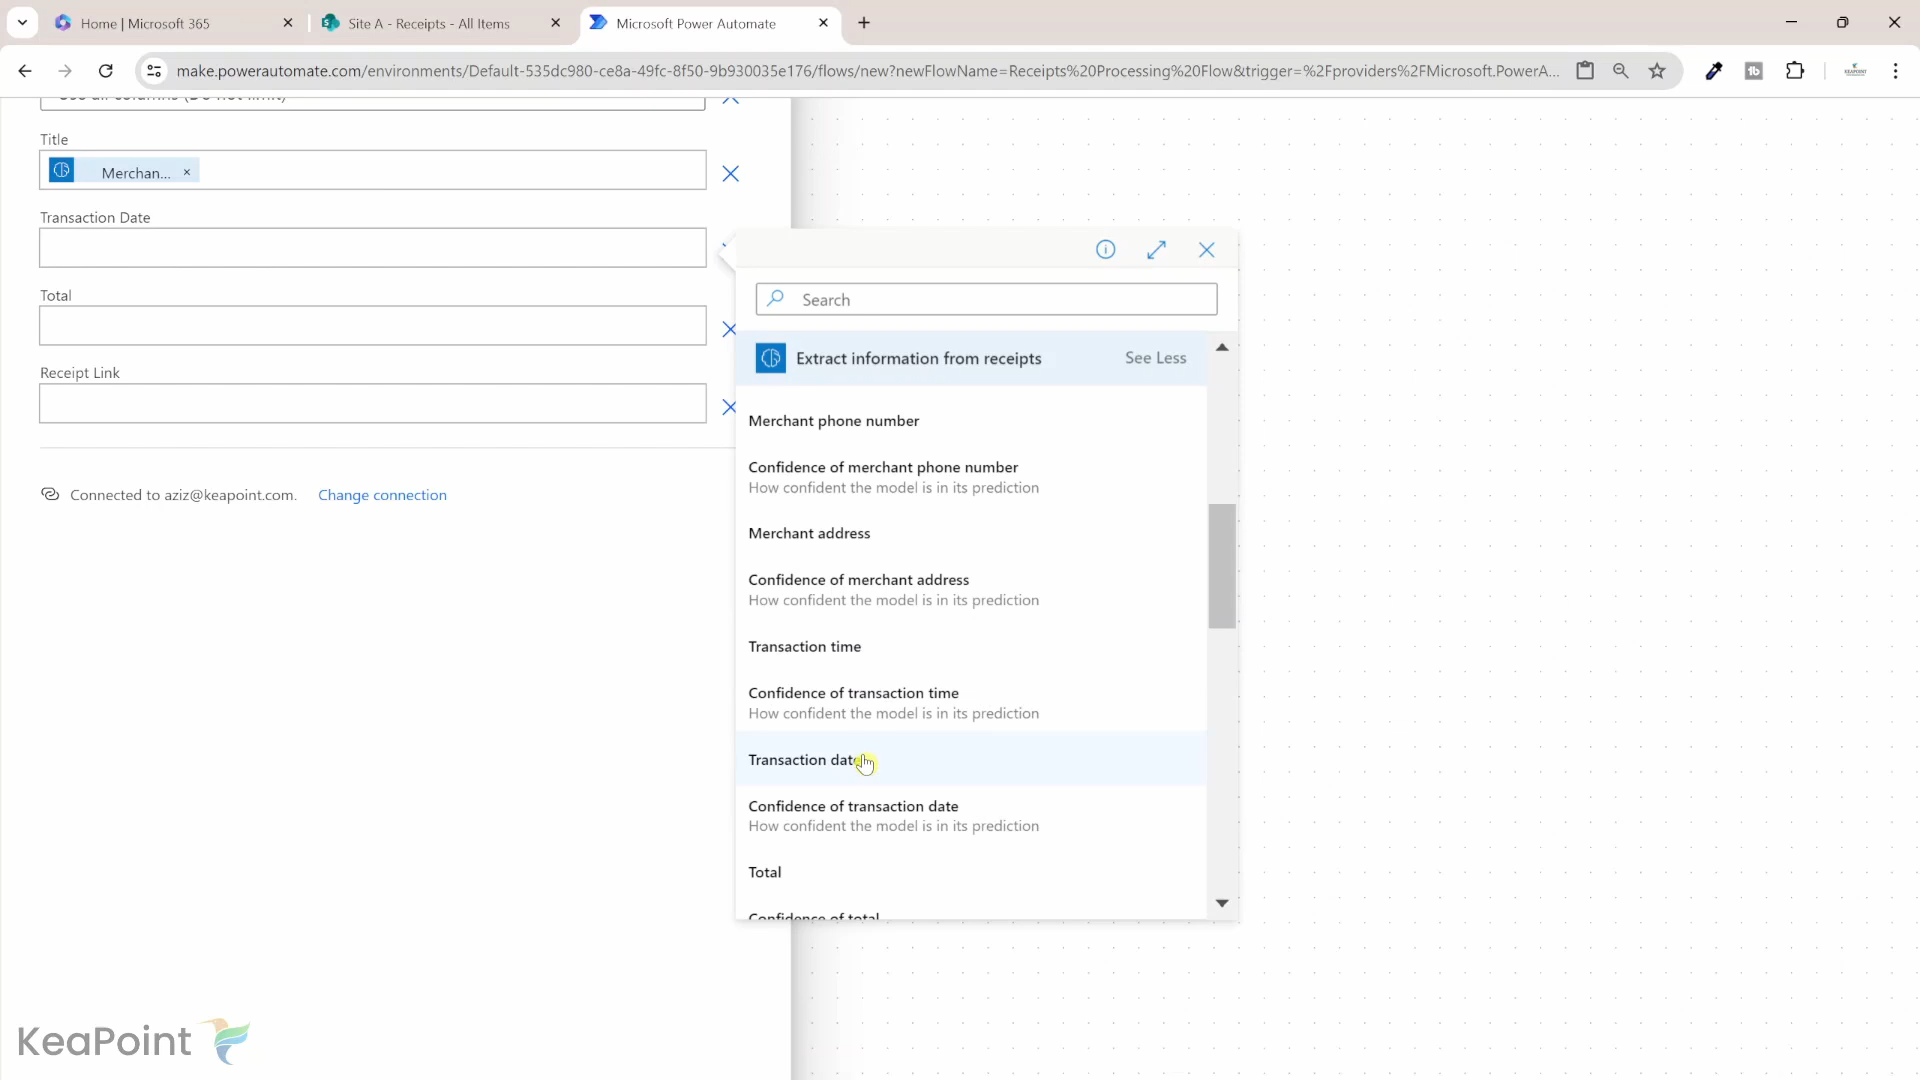 Home | Microsoft 365
Site A - Receipts - All Items
Microsoft Power Automate
make.powerautomate.com/environments/Default-535dc980-ce8a-49fc-8f50-9b930035e176/flows/new?newFlowName=Receipts%20Processing%20Flow&trigger=%2Fproviders%2FMicrosoft.PowerA...
Title
Merchan...
Transaction Date
Total
Receipt Link
Connected to aziz@keapoint.com.
Change connection
Search
Extract information from receipts
See Less
Merchant phone number
Confidence of merchant phone number
How confident the model is in its prediction
Merchant address
Confidence of merchant address
How confident the model is in its prediction
Transaction time
Confidence of transaction time
How confident the model is in its prediction
Transaction date
Confidence of transaction date
How confident the model is in its prediction
Total
Confidence of total
KeaPoint